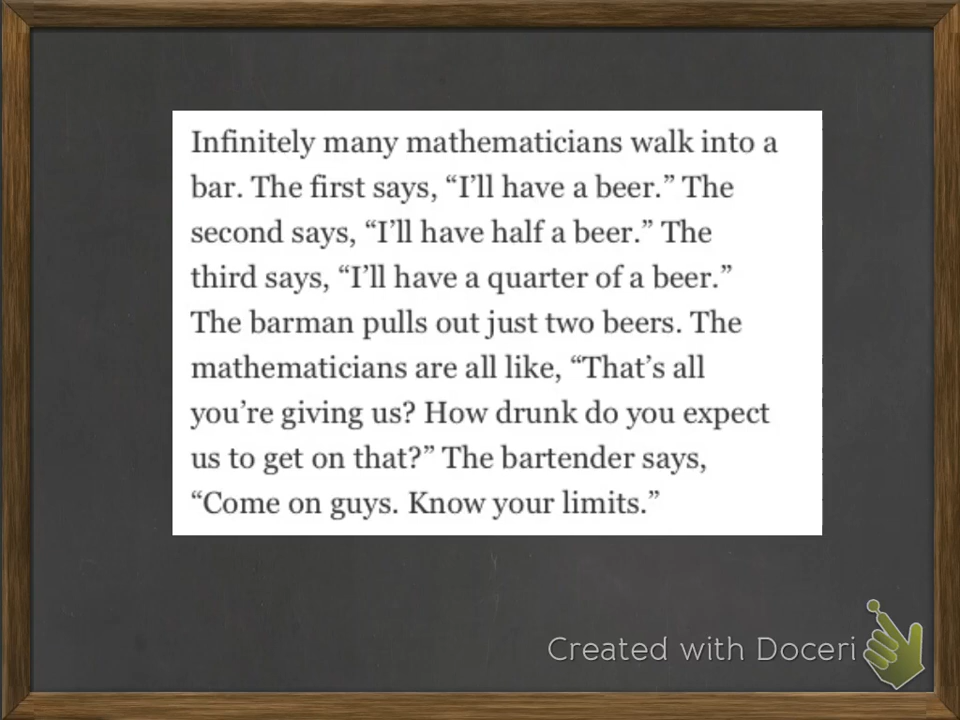 Infinitely many mathematicians walk into a
bar. The first says, “I’ll have a beer.” The
second says, “I’ll have half a beer.” The
third says, “I’ll have a quarter of a beer.”
The barman pulls out just two beers. The
mathematicians are all like, “That’s all
you’re giving us? How drunk do you expect
us to get on that?” The bartender says,
“Come on guys. Know your limits.”
Created with Doceri